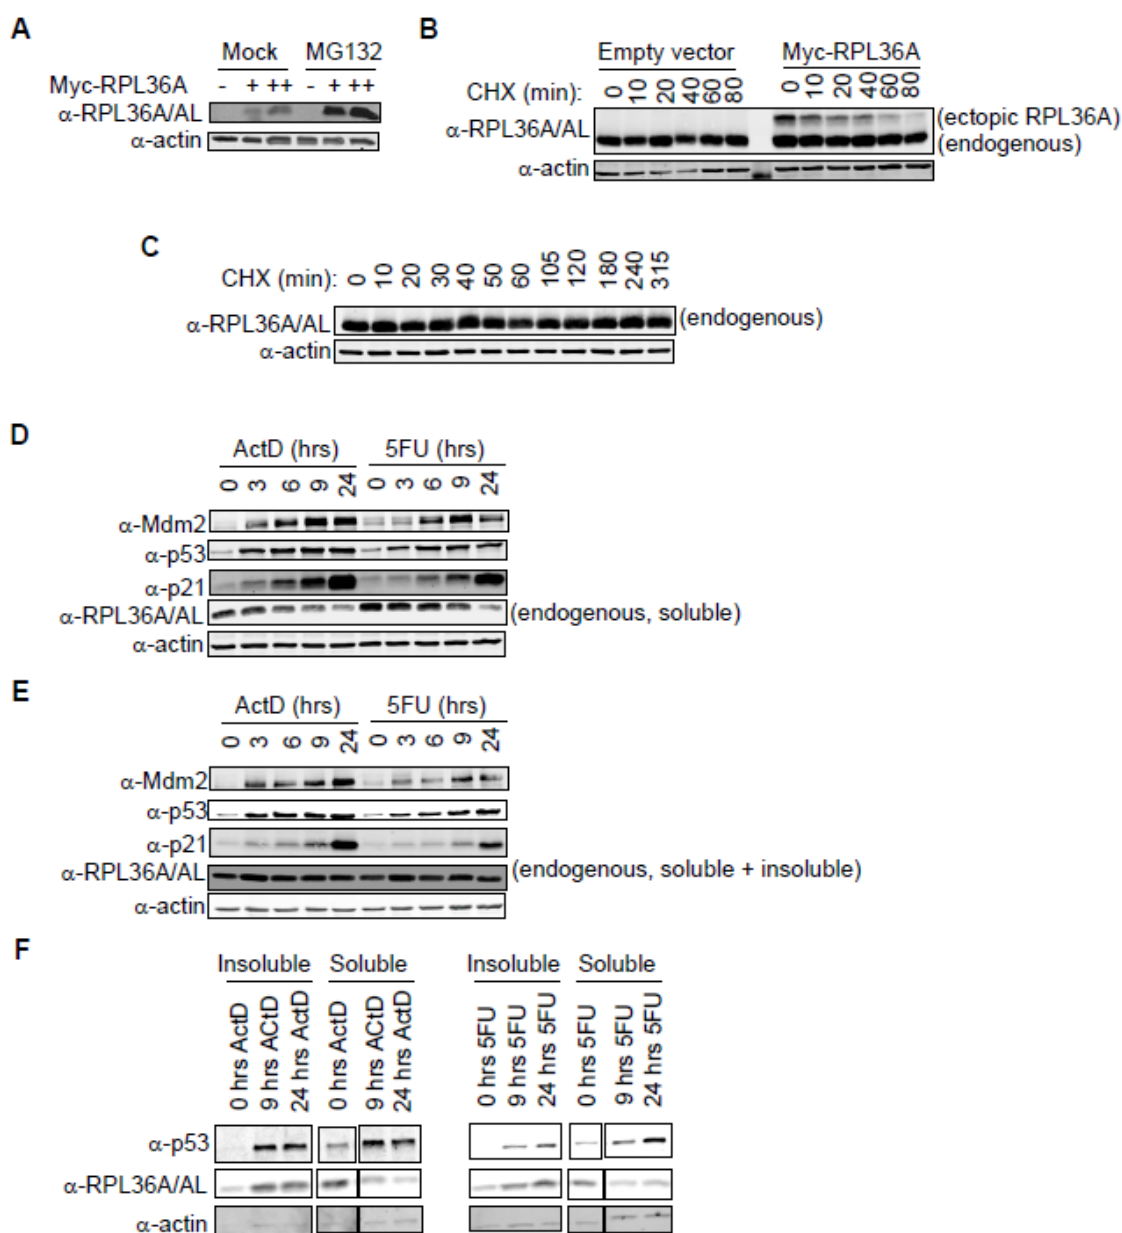 A
Mock MG132
Myc-RPL36A - + ++ - + ++
α-RPL36A/AL
α-actin
B
Empty vector Myc-RPL36A
CHX (min): 0 10 20 40 60 80 0 10 20 40 60 80
α-RPL36A/AL (ectopic RPL36A)
(endogenous)
α-actin
C
CHX (min): 0 10 20 30 40 50 60 105 120 180 240 315
α-RPL36A/AL (endogenous)
α-actin
D
ActD (hrs) 5FU (hrs)
0 3 6 9 24 0 3 6 9 24
α-Mdm2
α-p53
α-p21
α-RPL36A/AL (endogenous, soluble)
α-actin
E
ActD (hrs) 5FU (hrs)
0 3 6 9 24 0 3 6 9 24
α-Mdm2
α-p53
α-p21
α-RPL36A/AL (endogenous, soluble + insoluble)
α-actin
F
Insoluble Soluble Insoluble Soluble
0 hrs ActD 9 hrs ACtD 24 hrs ActD 0 hrs ActD 9 hrs ACtD 24 hrs ActD 0 hrs 5FU 9 hrs 5FU 24 hrs 5FU 0 hrs 5FU 9 hrs 5FU 24 hrs 5FU
α-p53
α-RPL36A/AL
α-actin